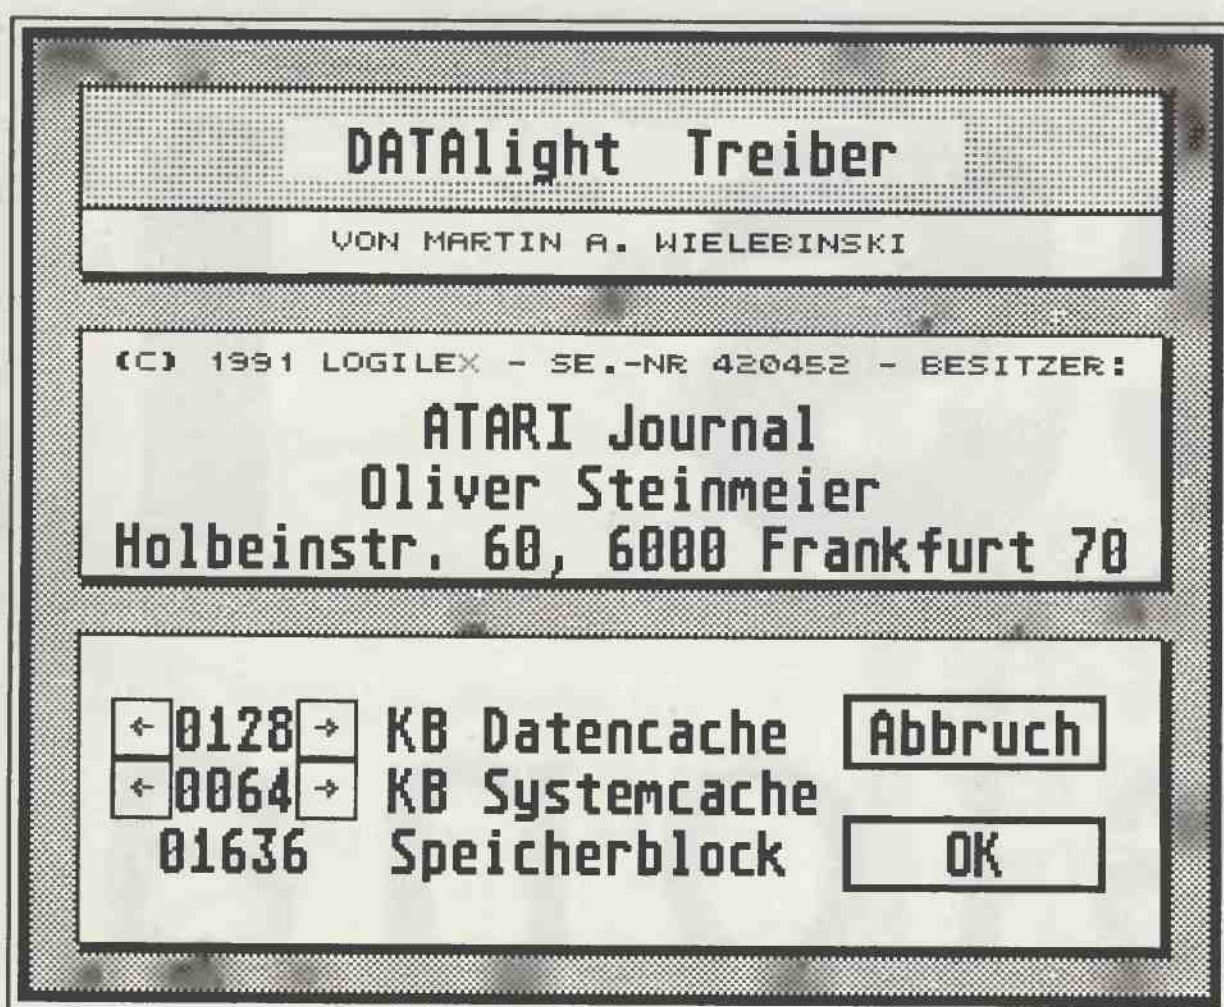 DATAlight Treiber
VON MARTIN A. WIELEBINSKI
(C) 1991 LOGILEX - SE.-NR 420452 - BESITZER:
ATARI Journal
Oliver Steinmeier
Holbeinstr. 60, 6000 Frankfurt 70
← 0128 → KB Datencache
Abbruch
← 0064 → KB Systemcache
01636 Speicherblock
OK